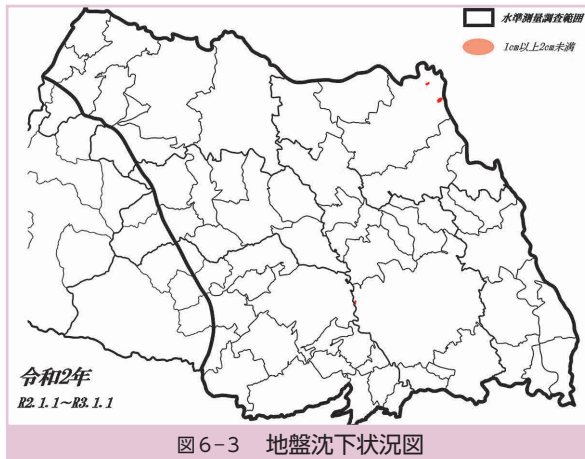 水準測量調査範囲
1cm以上2cm未満
令和2年
R2.1.1~R3.1.1
図6-3 地盤沈下状況図